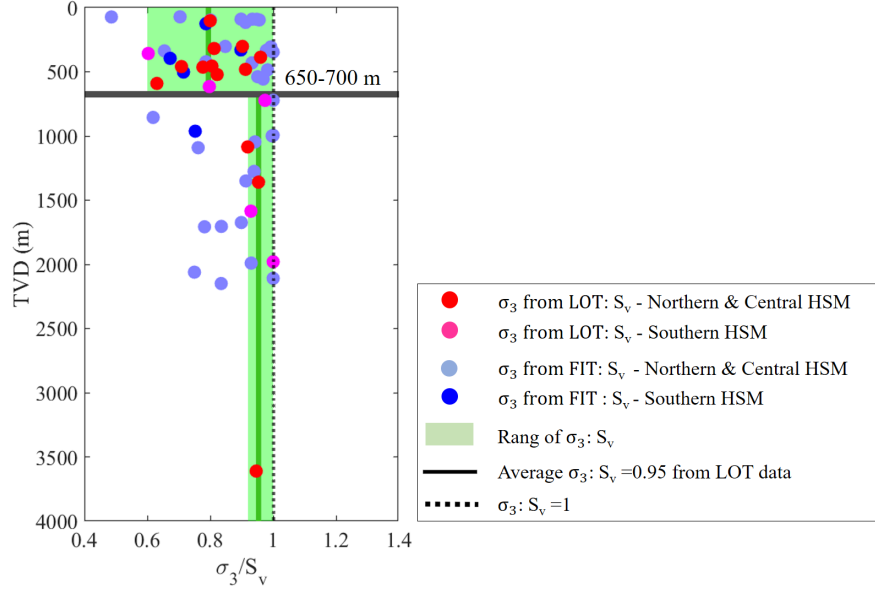 0
500
1000
1500
2000
2500
3000
3500
4000
TVD (m)
650-700 m
0.4 0.6 0.8 1 1.2 1.4
σ3/Sv
σ3 from LOT: Sv - Northern & Central HSM
σ3 from LOT: Sv - Southern HSM
σ3 from FIT: Sv - Northern & Central HSM
σ3 from FIT : Sv - Southern HSM
Rang of σ3: Sv
Average σ3: Sv =0.95 from LOT data
σ3: Sv =1